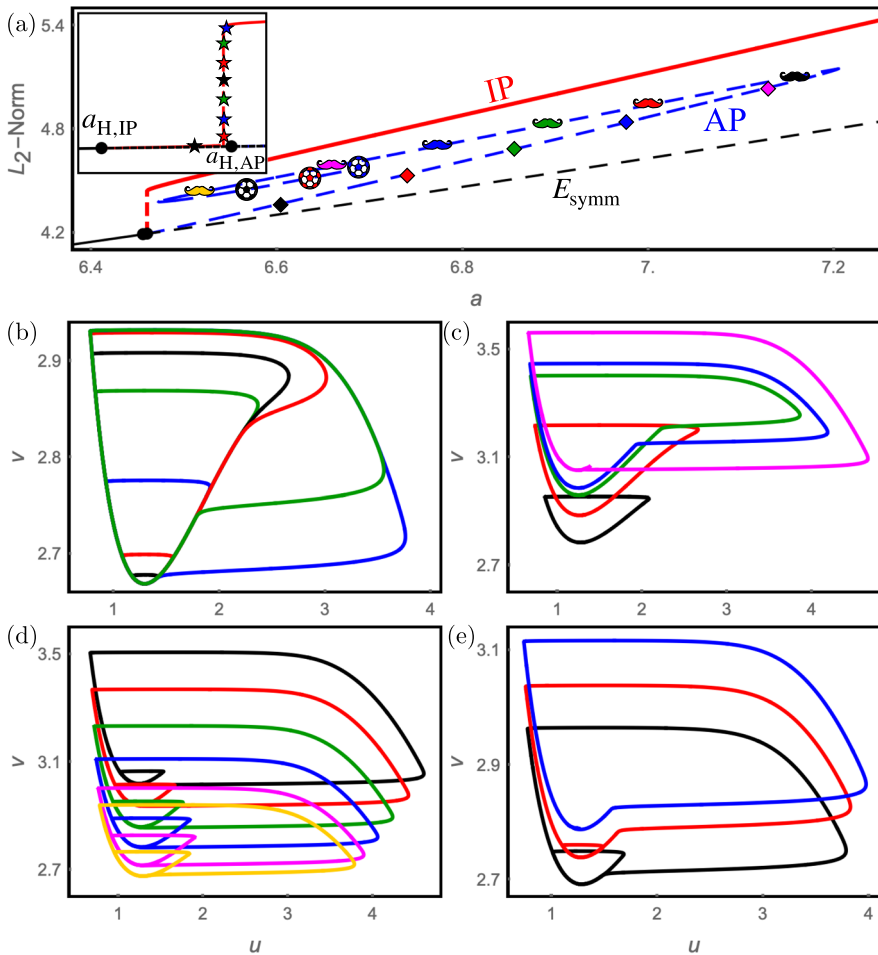 (a)
5.4
4.8
4.2
L2-Norm
aH,IP
aH,AP
IP
AP
Esymm
6.4 6.6 6.8 7. 7.2
a
(b)
2.9
2.8
2.7
v
1 2 3 4
(c)
3.5
3.1
2.7
v
1 2 3 4
(d)
3.5
3.1
2.7
v
1 2 3 4
u
(e)
3.1
2.9
2.7
v
1 2 3 4
u